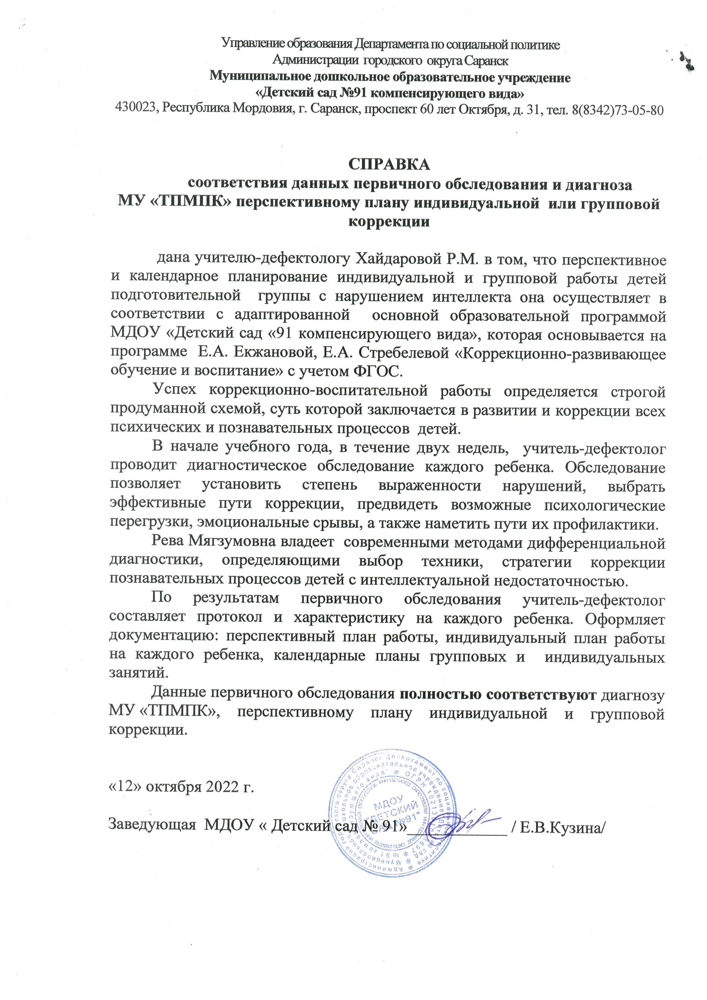 Управление образования Департамента по социальной политике
Администрации городского округа Саранск
Муниципальное дошкольное образовательное учреждение
«Детский сад №91 компенсирующего вида»
430023, Республика Мордовия, г. Саранск, проспект 60 лет Октября, д. 31, тел. 8(8342)73-05-80
СПРАВКА
соответствия данных первичного обследования и диагноза
МУ «ТПМПК» перспективному плану индивидуальной или групповой
коррекции
дана учителю-дефектологу Хайдаровой Р.М. в том, что перспективное
и календарное планирование индивидуальной и групповой работы детей
подготовительной группы с нарушением интеллекта она осуществляет в
соответствии с адаптированной основной образовательной программой
МДОУ «Детский сад «91 компенсирующего вида», которая основывается на
программе Е.А. Екжановой, Е.А. Стребелевой «Коррекционно-развивающее
обучение и воспитание» с учетом ФГОС.
Успех коррекционно-воспитательной работы определяется строгой
продуманной схемой, суть которой заключается в развитии и коррекции всех
психических и познавательных процессов детей.
В начале учебного года, в течение двух недель, учитель-дефектолог
проводит диагностическое обследование каждого ребенка. Обследование
позволяет установить степень выраженности нарушений, выбрать
эффективные пути коррекции, предвидеть возможные психологические
перегрузки, эмоциональные срывы, а также наметить пути их профилактики.
Рева Мягзумовна владеет современными методами дифференциальной
диагностики, определяющими выбор техники, стратегии коррекции
познавательных процессов детей с интеллектуальной недостаточностью.
По результатам первичного обследования учитель-дефектолог
составляет протокол и характеристику на каждого ребенка. Оформляет
документацию: перспективный план работы, индивидуальный план работы
на каждого ребенка, календарные планы групповых и индивидуальных
занятий.
Данные первичного обследования полностью соответствуют диагнозу
МУ «ТПМПК», перспективному плану индивидуальной и групповой
коррекции.
«12» октября 2022 г.
Заведующая МДОУ « Детский сад № 91»____________ / Е.В.Кузина/
МДОУ
"ДЕТСКИЙ
САД №91"